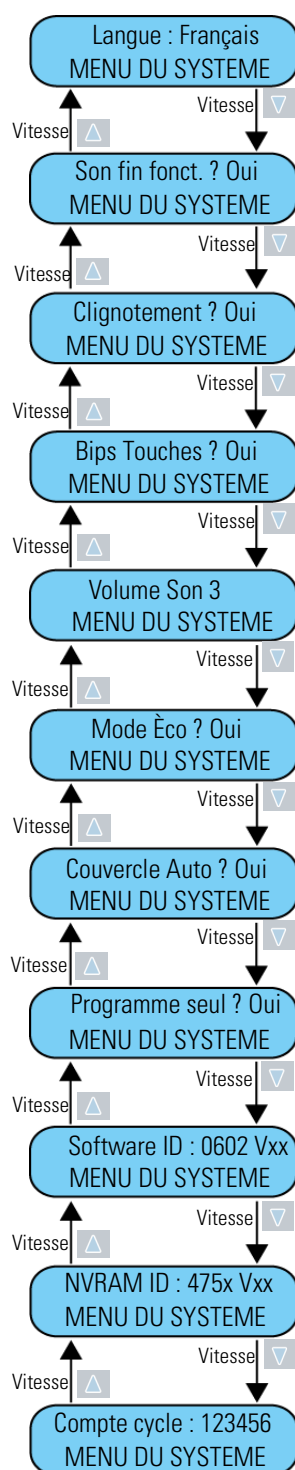 Langue : Français
MENU DU SYSTEME
Vitesse
Vitesse
Son fin fonct. ? Oui
MENU DU SYSTEME
Vitesse
Vitesse
Clignotement ? Oui
MENU DU SYSTEME
Vitesse
Vitesse
Bips Touches ? Oui
MENU DU SYSTEME
Vitesse
Vitesse
Volume Son 3
MENU DU SYSTEME
Vitesse
Vitesse
Mode Èco ? Oui
MENU DU SYSTEME
Vitesse
Vitesse
Couvercle Auto ? Oui
MENU DU SYSTEME
Vitesse
Vitesse
Programme seul ? Oui
MENU DU SYSTEME
Vitesse
Vitesse
Software ID : 0602 Vxx
MENU DU SYSTEME
Vitesse
Vitesse
NVRAM ID : 475x Vxx
MENU DU SYSTEME
Vitesse
Vitesse
Compte cycle : 123456
MENU DU SYSTEME